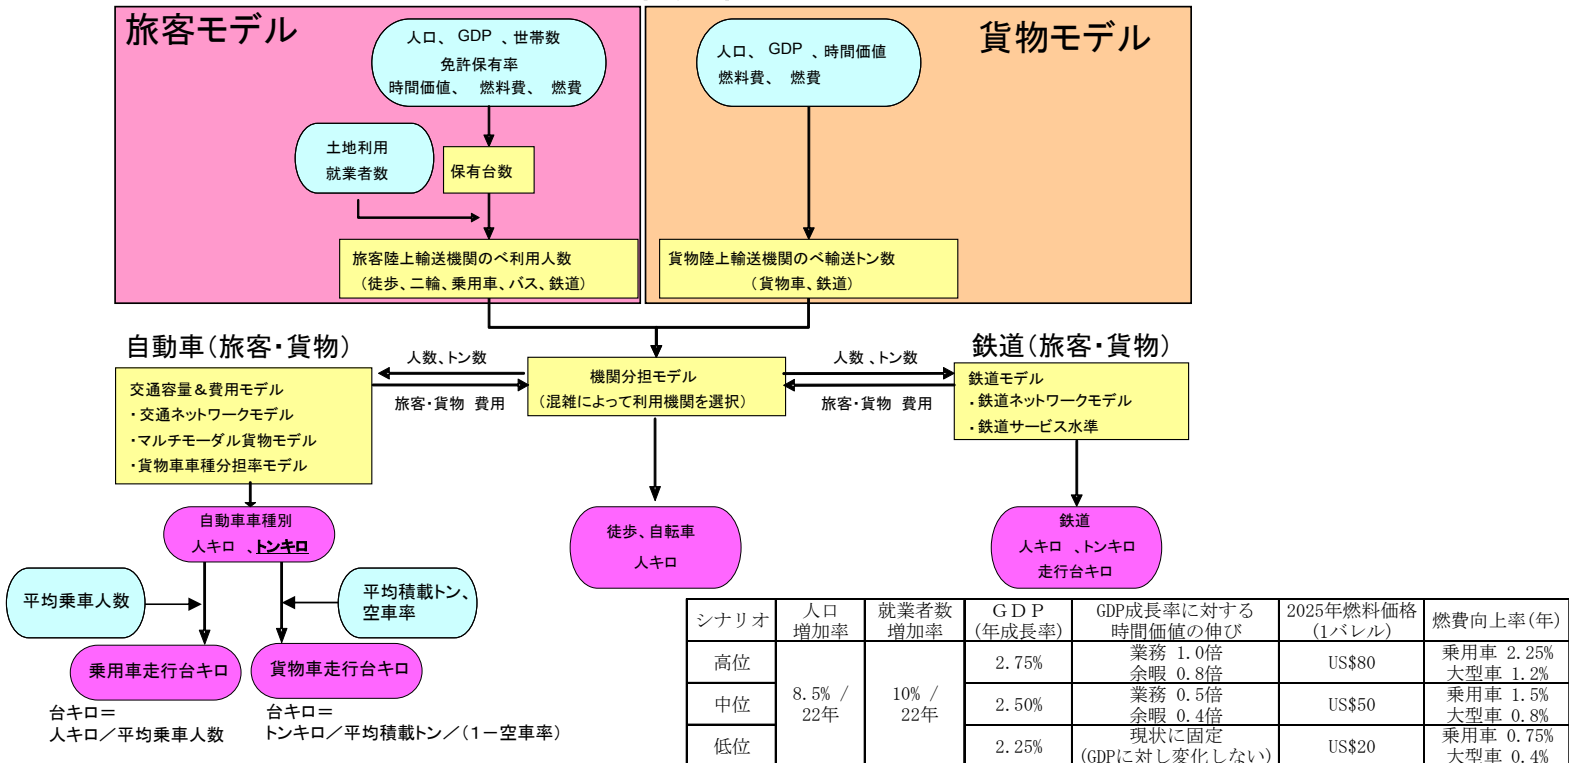 旅客モデル
人口、 GDP 、世帯数
免許保有率
時間価値、 燃料費、 燃費
土地利用
就業者数
保有台数
旅客陸上輸送機関のべ利用人数
(徒歩、二輪、乗用車、バス、鉄道)
貨物モデル
人口、 GDP 、時間価値
燃料費、 燃費
貨物陸上輸送機関のべ輸送トン数
(貨物車、鉄道)
自動車(旅客・貨物)
交通容量&費用モデル
・交通ネットワークモデル
・マルチモーダル貨物モデル
・貨物車車種分担率モデル
人数、トン数
旅客・貨物 費用
機関分担モデル
(混雑によって利用機関を選択)
人数 、トン数
旅客・貨物 費用
鉄道(旅客・貨物)
鉄道モデル
・鉄道ネットワークモデル
・鉄道サービス水準
自動車車種別
人キロ 、トンキロ
徒歩、自転車
人キロ
鉄道
人キロ 、トンキロ
走行台キロ
平均乗車人数
平均積載トン、
空車率
乗用車走行台キロ
貨物車走行台キロ
台キロ=
人キロ/平均乗車人数
台キロ=
トンキロ/平均積載トン/(1-空車率)
シナリオ 人口増加率 就業者数増加率 GDP(年成長率) GDP成長率に対する時間価値の伸び 2025年燃料価格(1バレル) 燃費向上率(年)
高位 8.5% / 22年 10% / 22年 2.75% 業務 1.0倍 余暇 0.8倍 US$80 乗用車 2.25% 大型車 1.2%
中位 2.50% 業務 0.5倍 余暇 0.4倍 US$50 乗用車 1.5% 大型車 0.8%
低位 2.25% 現状に固定 (GDPに対し変化しない) US$20 乗用車 0.75% 大型車 0.4%